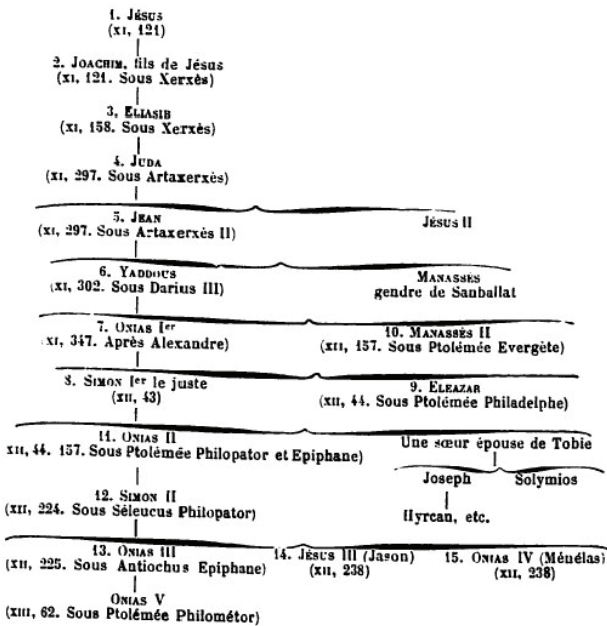 1. JÉSUS
(XI, 121)
2. JOACHIM, fils de Jésus
(XI, 121. Sous Xerxès)
3. ELIASIB
(XI, 158. Sous Xerxès)
4. JUDA
(XI, 297. Sous Artaxerxès)
5. JEAN
(XI, 297. Sous Artaxerxès II)
JÉSUS II
6. YADDOUS
(XI, 302. Sous Darius III)
MANASSÈS
gendre de Sanballat
7. ONIAS Ier
(XI, 347. Après Alexandre)
10. MANASSÈS II
(XII, 157. Sous Ptolémée Evergète)
8. SIMON Ier le juste
(XII, 43)
9. ELEAZAR
(XII, 44. Sous Ptolémée Philadelphe)
11. ONIAS II
XII, 44. 157. Sous Ptolémée Philopator et Epiphane)
Une sœur épouse de Tobie
Joseph Solymios
Hyrcan, etc.
12. SIMON II
(XII, 224. Sous Séleucus Philopator)
13. ONIAS III
(XII, 225. Sous Antiochus Epiphane)
14. JÉSUS III (Jason)
(XII, 238)
15. ONIAS IV (Ménélas)
(XII, 238)
ONIAS V
(XIII, 62. Sous Ptolémée Philométor)